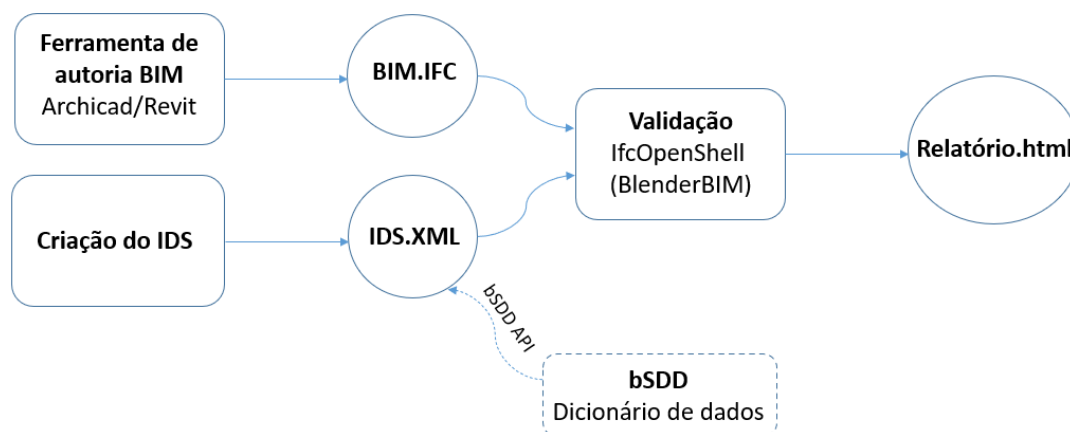 Ferramenta de
autoria BIM
Archicad/Revit
BIM.IFC
Validação
IfcOpenShell
(BlenderBIM)
Relatório.html
Criação do IDS
IDS.XML
bSDD API
bSDD
Dicionário de dados